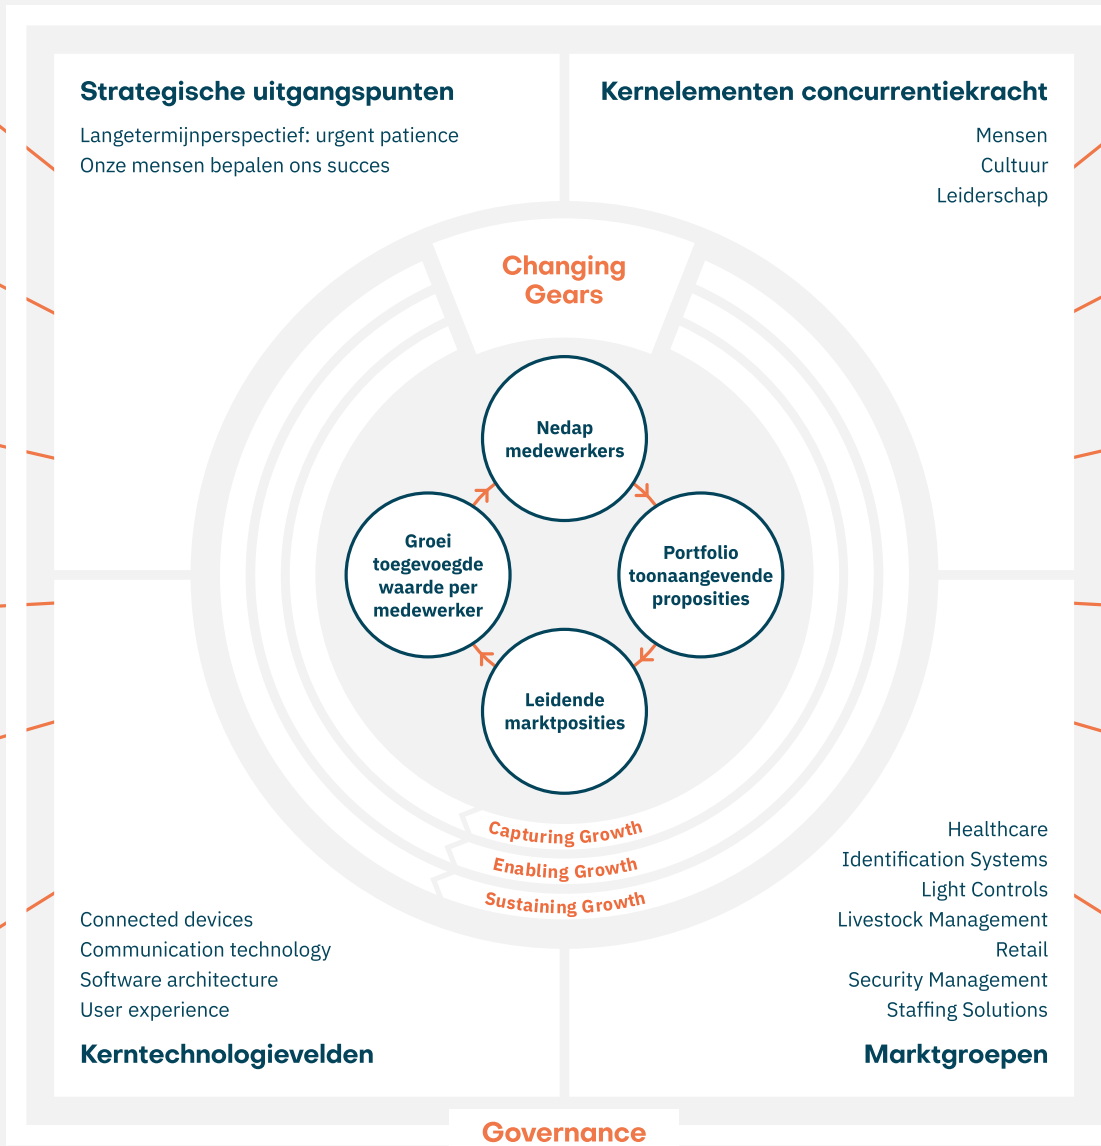 Strategische uitgangspunten
Langetermijnperspectief: urgent patience
Onze mensen bepalen ons succes
Kernelementen concurrentiekracht
Mensen
Cultuur
Leiderschap
Changing
Gears
Nedap
medewerkers
Groei
toegevoegde
waarde per
medewerker
Portfolio
toonaangevende
proposities
Leidende
marktposities
Capturing Growth
Enabling Growth
Sustaining Growth
Connected devices
Communication technology
Software architecture
User experience
Kerntechnologievelden
Healthcare
Identification Systems
Light Controls
Livestock Management
Retail
Security Management
Staffing Solutions
Marktgroepen
Governance